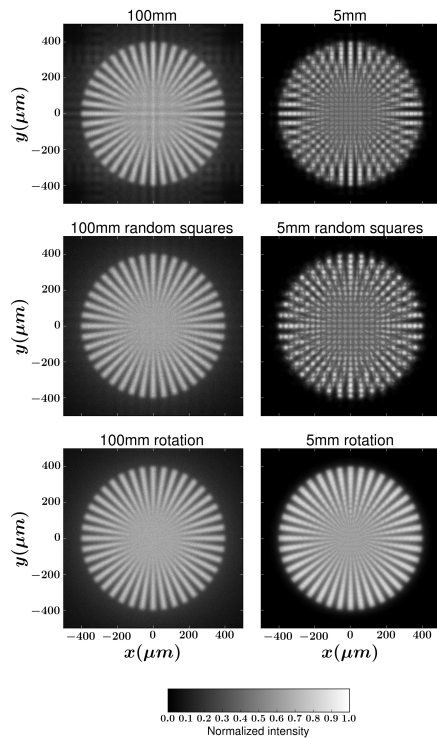 100mm 5mm
400
200
0
−200
−400
y(μm)
100mm random squares 5mm random squares
400
200
0
−200
−400
y(μm)
100mm rotation 5mm rotation
400
200
0
−200
−400
y(μm)
−400 −200 0 200 400 −400 −200 0 200 400
x(μm) x(μm)
0.0 0.1 0.2 0.3 0.4 0.5 0.6 0.7 0.8 0.9 1.0
Normalized intensity